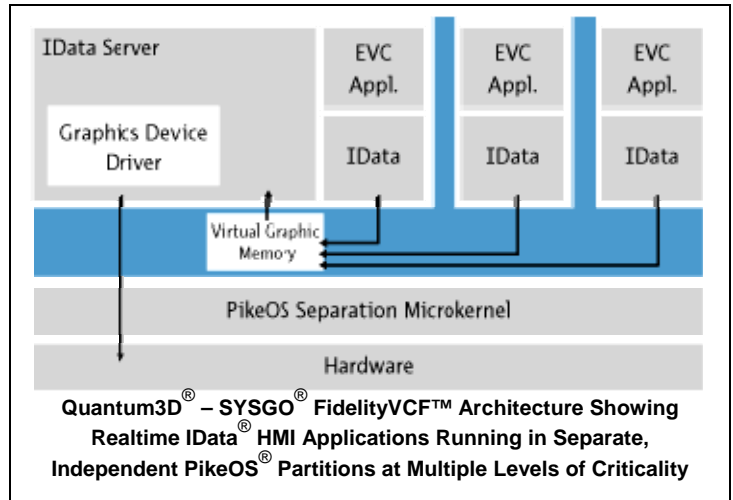 IData Server
EVC
Appl.
EVC
Appl.
EVC
Appl.
Graphics Device
Driver
IData
IData
IData
Virtual Graphic
Memory
PikeOS Separation Microkernel
Hardware
Quantum3D® – SYSGO® FidelityVCF™ Architecture Showing
Realtime IData® HMI Applications Running in Separate,
Independent PikeOS® Partitions at Multiple Levels of Criticality